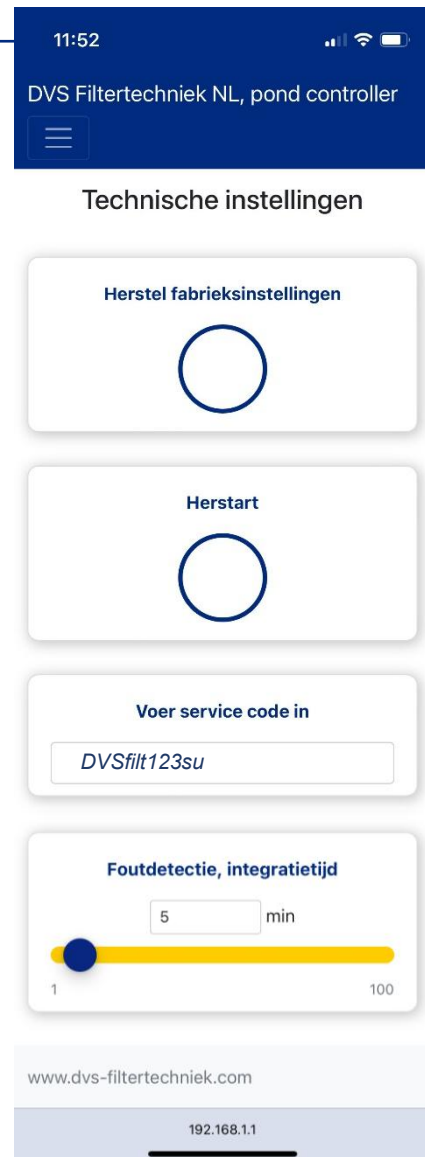 11:52
DVS Filtertechniek NL, pond controller
Technische instellingen
Herstel fabrieksinstellingen
Herstart
Voer service code in
DVSfilt123su
Foutdetectie, integratietijd
5 min
1 100
www.dvs-filtertechniek.com
192.168.1.1